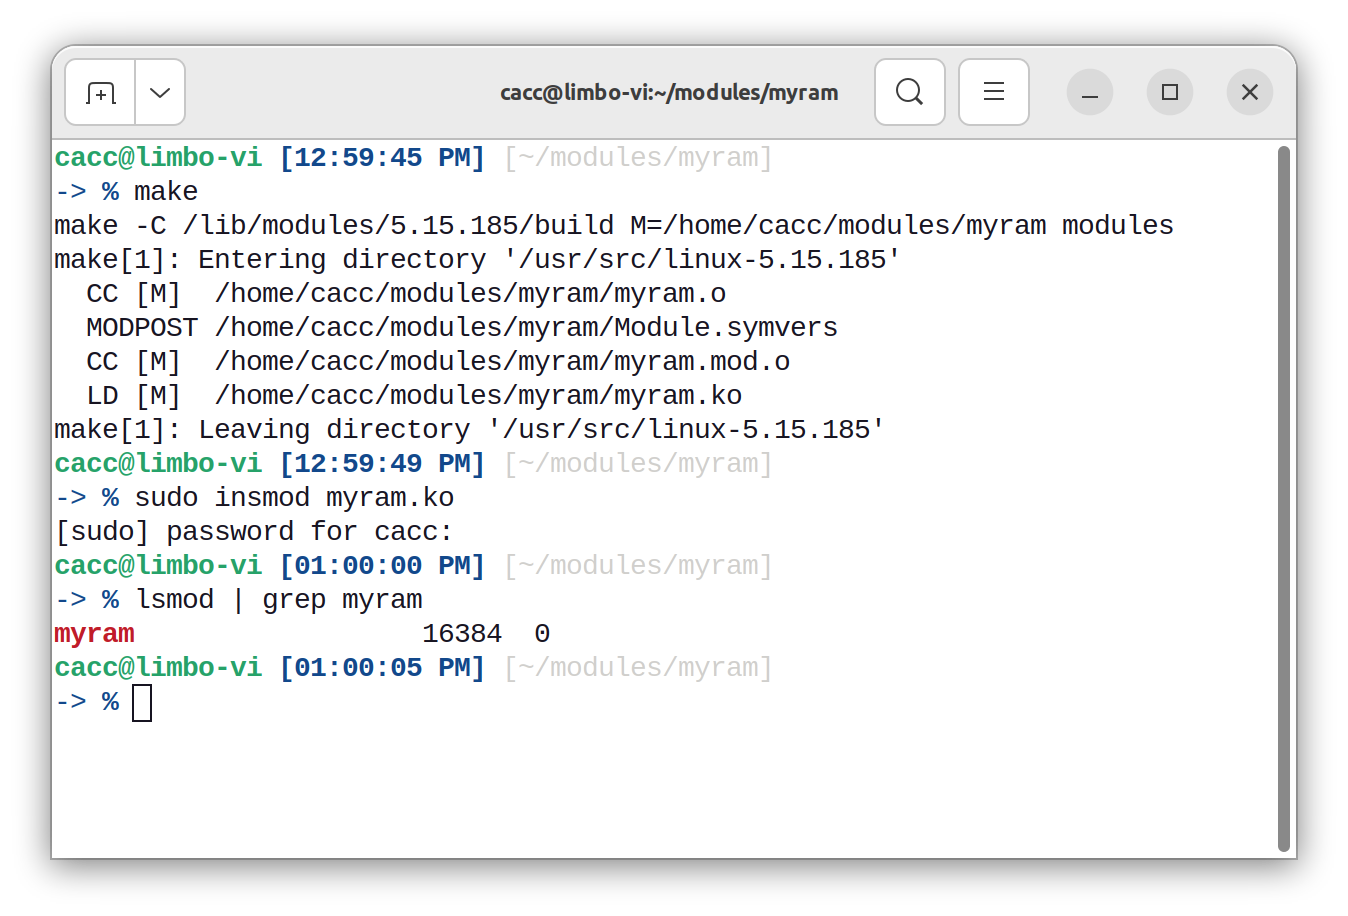 cacc@limbo-vi:~/modules/myram
cacc@limbo-vi [12:59:45 PM] [~/modules/myram]
-> % make
make -C /lib/modules/5.15.185/build M=/home/cacc/modules/myram modules
make[1]: Entering directory '/usr/src/linux-5.15.185'
  CC [M]  /home/cacc/modules/myram/myram.o
  MODPOST /home/cacc/modules/myram/Module.symvers
  CC [M]  /home/cacc/modules/myram/myram.mod.o
  LD [M]  /home/cacc/modules/myram/myram.ko
make[1]: Leaving directory '/usr/src/linux-5.15.185'
cacc@limbo-vi [12:59:49 PM] [~/modules/myram]
-> % sudo insmod myram.ko
[sudo] password for cacc:
cacc@limbo-vi [01:00:00 PM] [~/modules/myram]
-> % lsmod | grep myram
myram                  16384  0
cacc@limbo-vi [01:00:05 PM] [~/modules/myram]
-> %